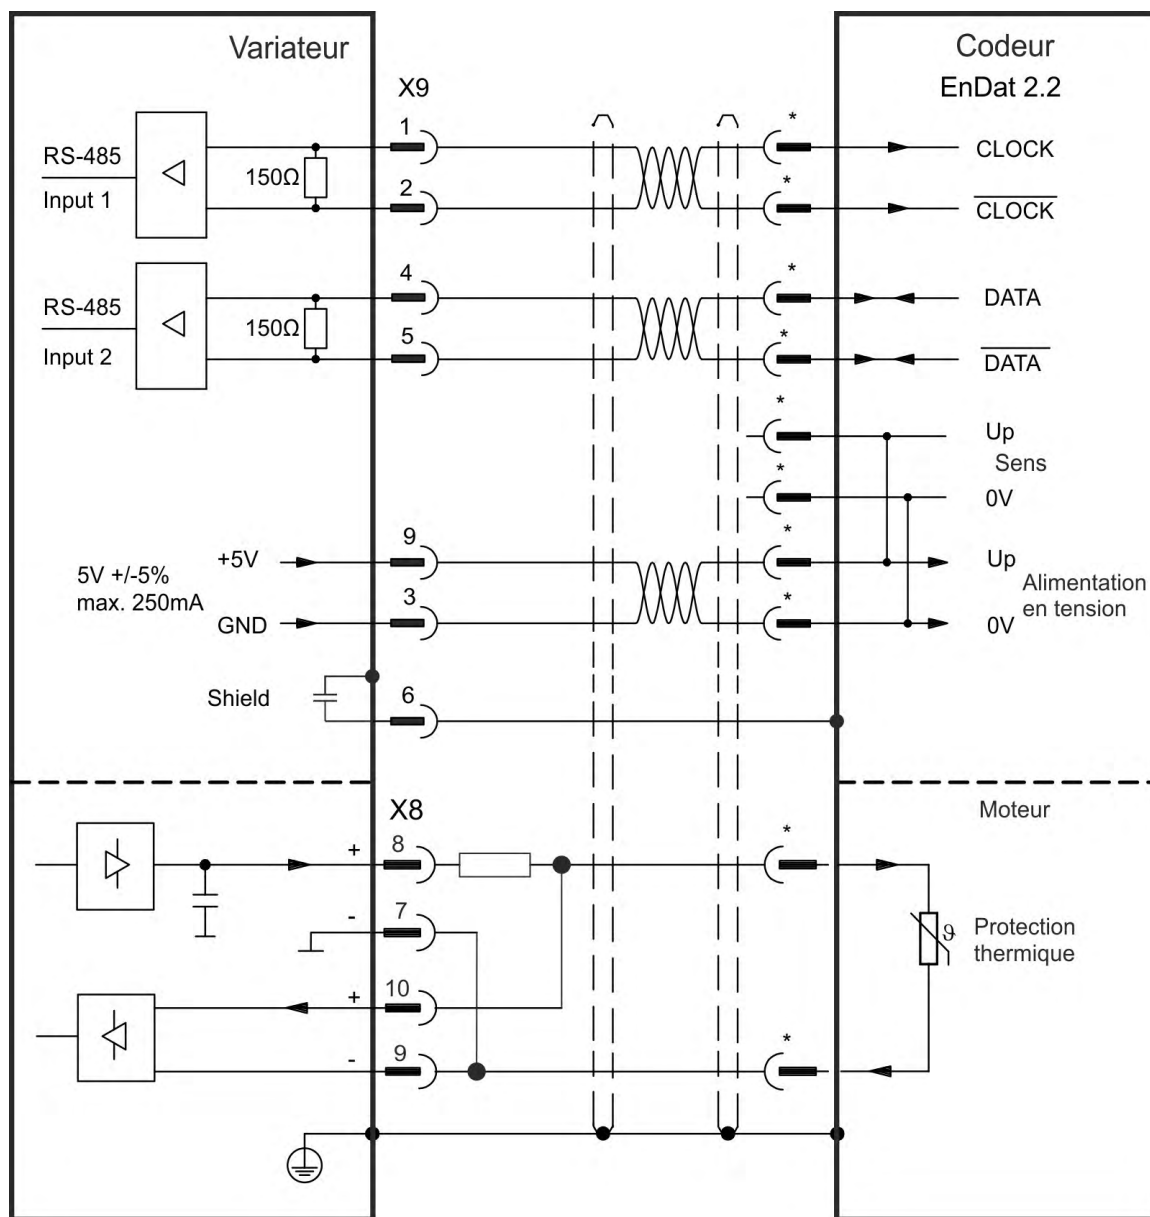 Variateur
Codeur
EnDat 2.2
X9
RS-485
Input 1
150Ω
1
2
*
*
CLOCK
CLOCK
RS-485
Input 2
150Ω
4
5
*
*
DATA
DATA
*
Up
Sens
*
0V
5V +/-5%
max. 250mA
+5V
GND
9
3
*
*
Up
Alimentation
en tension
0V
Shield
6
X8
Moteur
+
8
*
-
7
Protection
thermique
ϑ
+
10
-
9
*